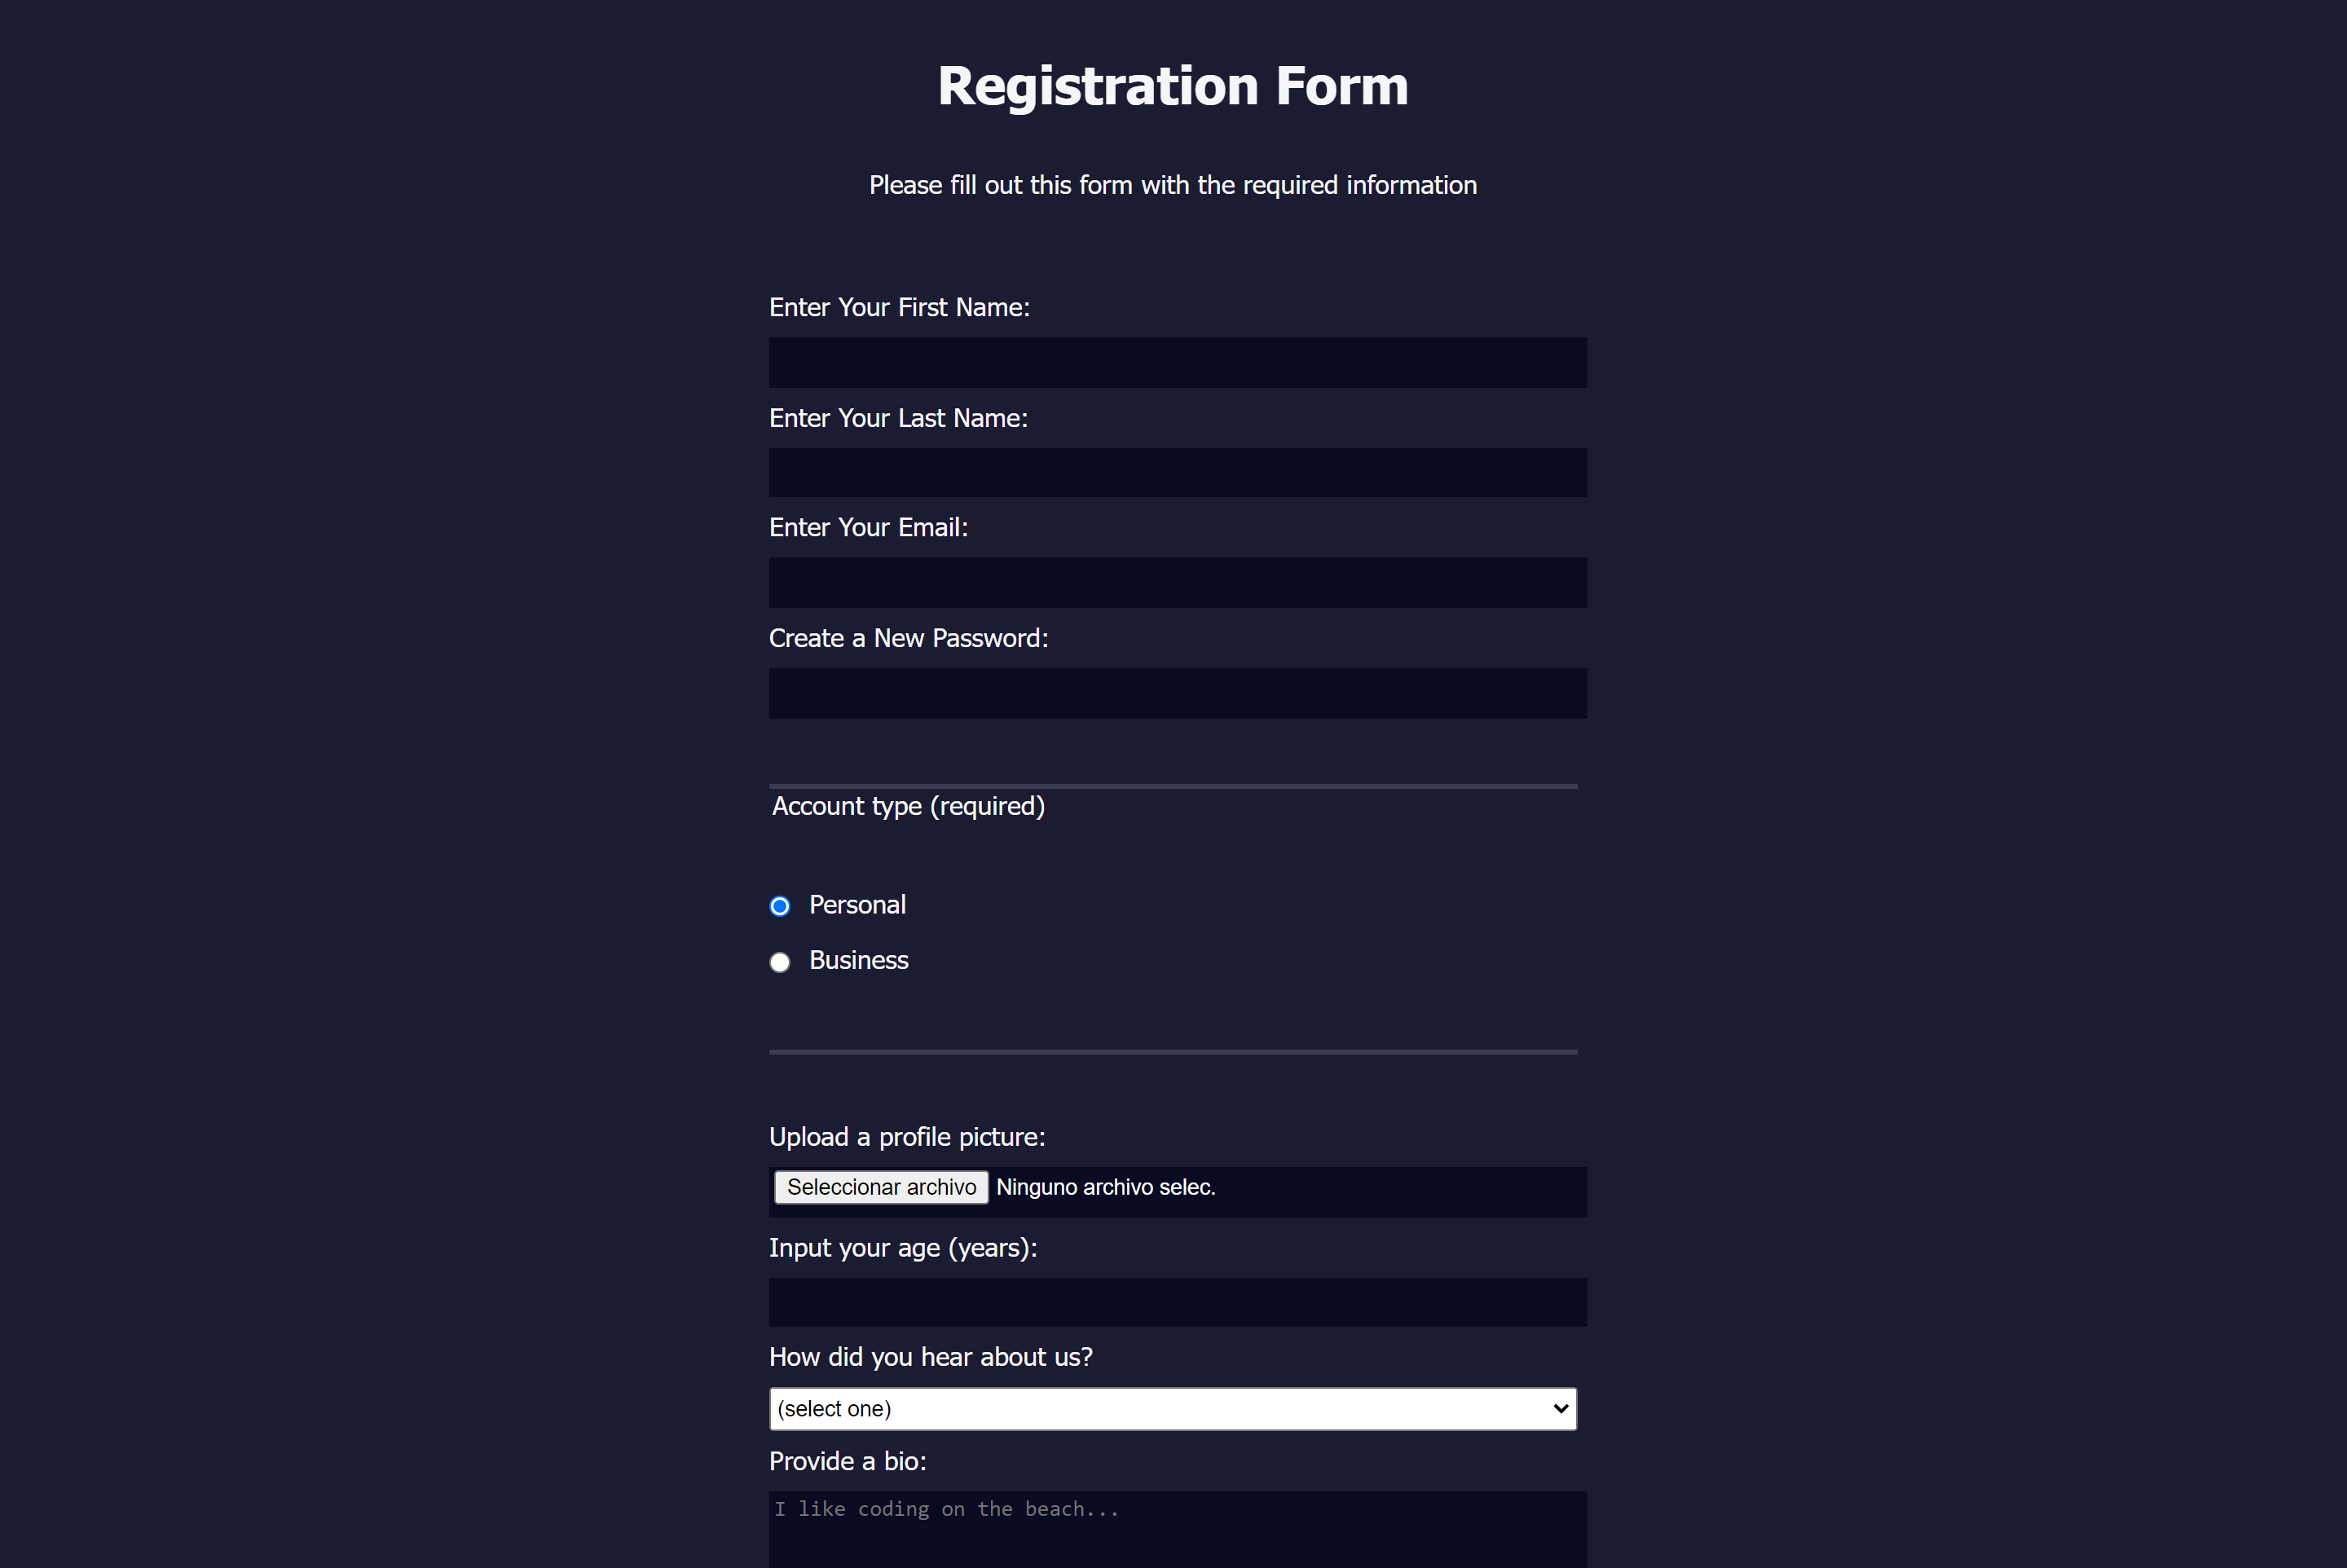 Registration Form
Please fill out this form with the required information
Enter Your First Name:
Enter Your Last Name:
Enter Your Email:
Create a New Password:
Account type (required)
Personal
Business
Upload a profile picture:
Seleccionar archivo Ninguno archivo selec.
Input your age (years):
How did you hear about us?
(select one)
Provide a bio:
I like coding on the beach...